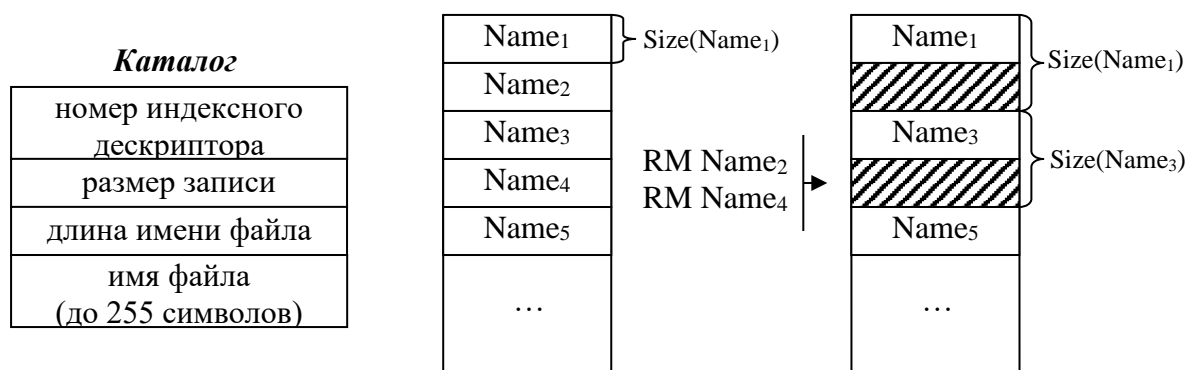 Каталог
номер индексного
дескриптора
размер записи
длина имени файла
имя файла
(до 255 символов)
Name₁
Name₂
Name₃
Name₄
Name₅
…
Size(Name₁)
RM Name₂
RM Name₄
Name₁
Name₃
Name₅
…
Size(Name₁)
Size(Name₃)